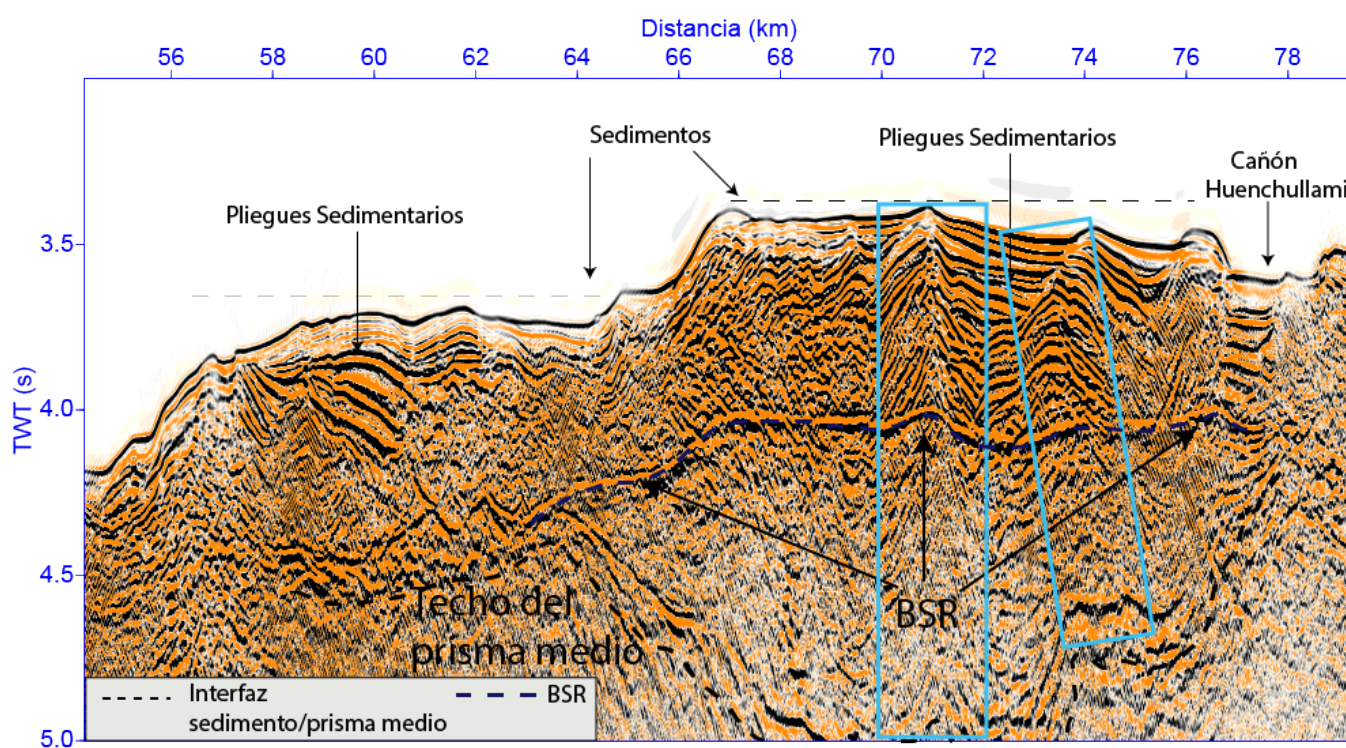 Distancia (km)
56 58 60 62 64 66 68 70 72 74 76 78
Sedimentos
Pliegues Sedimentarios
Cañón
Huenchullami
Pliegues Sedimentarios
3.5
4.0
4.5
5.0
TWT (s)
Techo del
prisma medio
BSR
Interfaz
sedimento/prisma medio
BSR